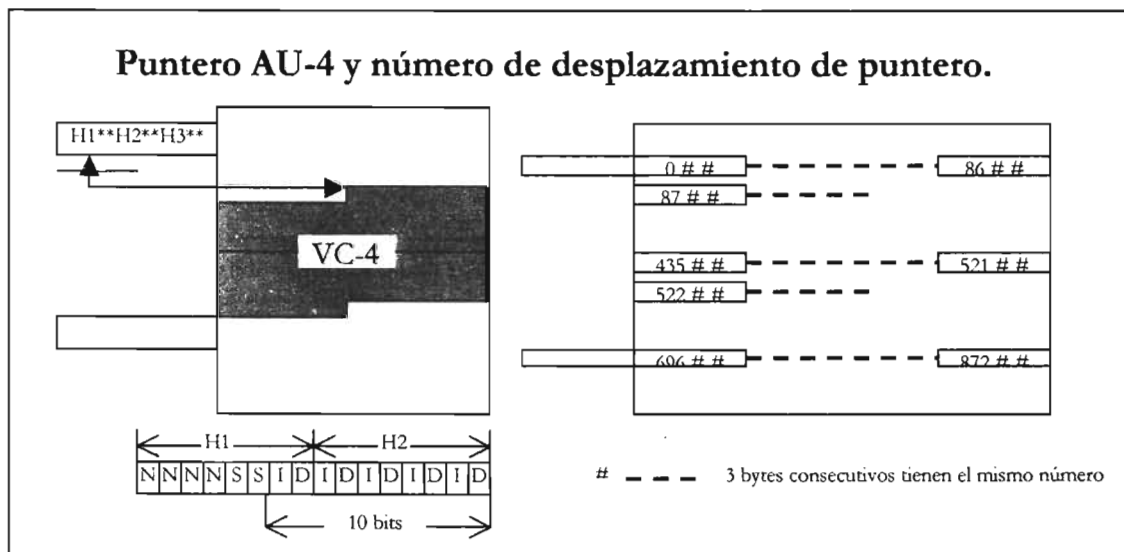 Puntero AU-4 y número de desplazamiento de puntero.
H1**H2**H3**
VC-4
H1 H2
N N N N S S I D I D I D I D I D
10 bits
0 # # 86 # #
87 # #
435 # # 521 # #
522 # #
696 # # 872 # #
# 3 bytes consecutivos tienen el mismo número